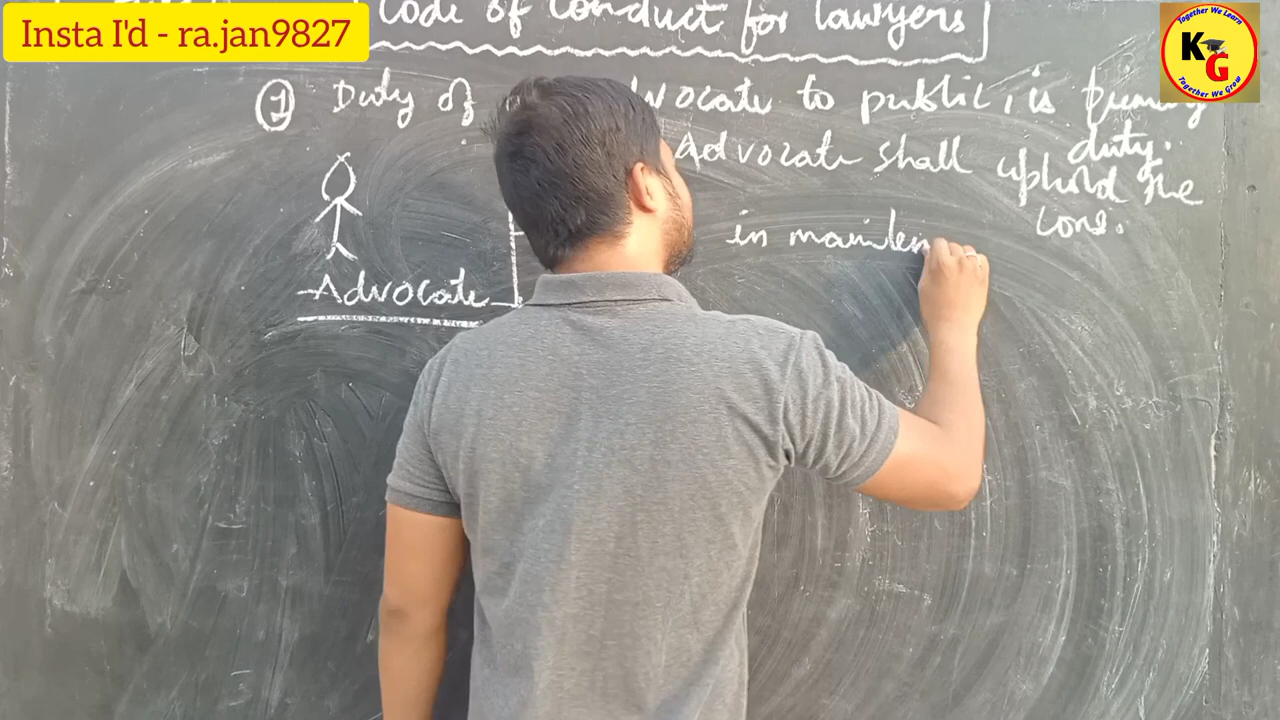 Insta I'd - ra.jan9827
Code of Conduct for lawyers
Together We Learn
KG
Together We Grow
① Duty of Advocate to public, is primary
duty.
Advocate shall uphold the
Cons.
in mainten
Advocate